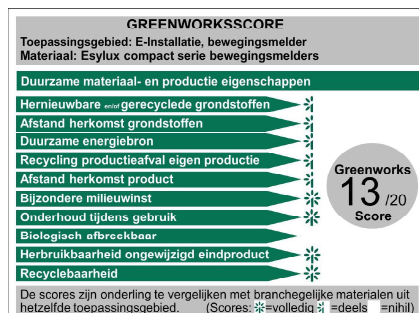 GREENWORKSSCORE
Toepassingsgebied: E-Installatie, bewegingsmelder
Materiaal: Esylux compact serie bewegingsmelders
Duurzame materiaal- en productie eigenschappen
Hernieuwbare en/of gerecyclede grondstoffen
Afstand herkomst grondstoffen
Duurzame energiebron
Recycling productieafval eigen productie
Afstand herkomst product
Bijzondere milieuwinst
Onderhoud tijdens gebruik
Biologisch afbreekbaar
Herbruikbaarheid ongewijzigd eindproduct
Recyclebaarheid
Greenworks
13 /20
Score
De scores zijn onderling te vergelijken met branchegelijke materialen uit
hetzelfde toepassingsgebied. (Scores: =volledig =deels =nihil)